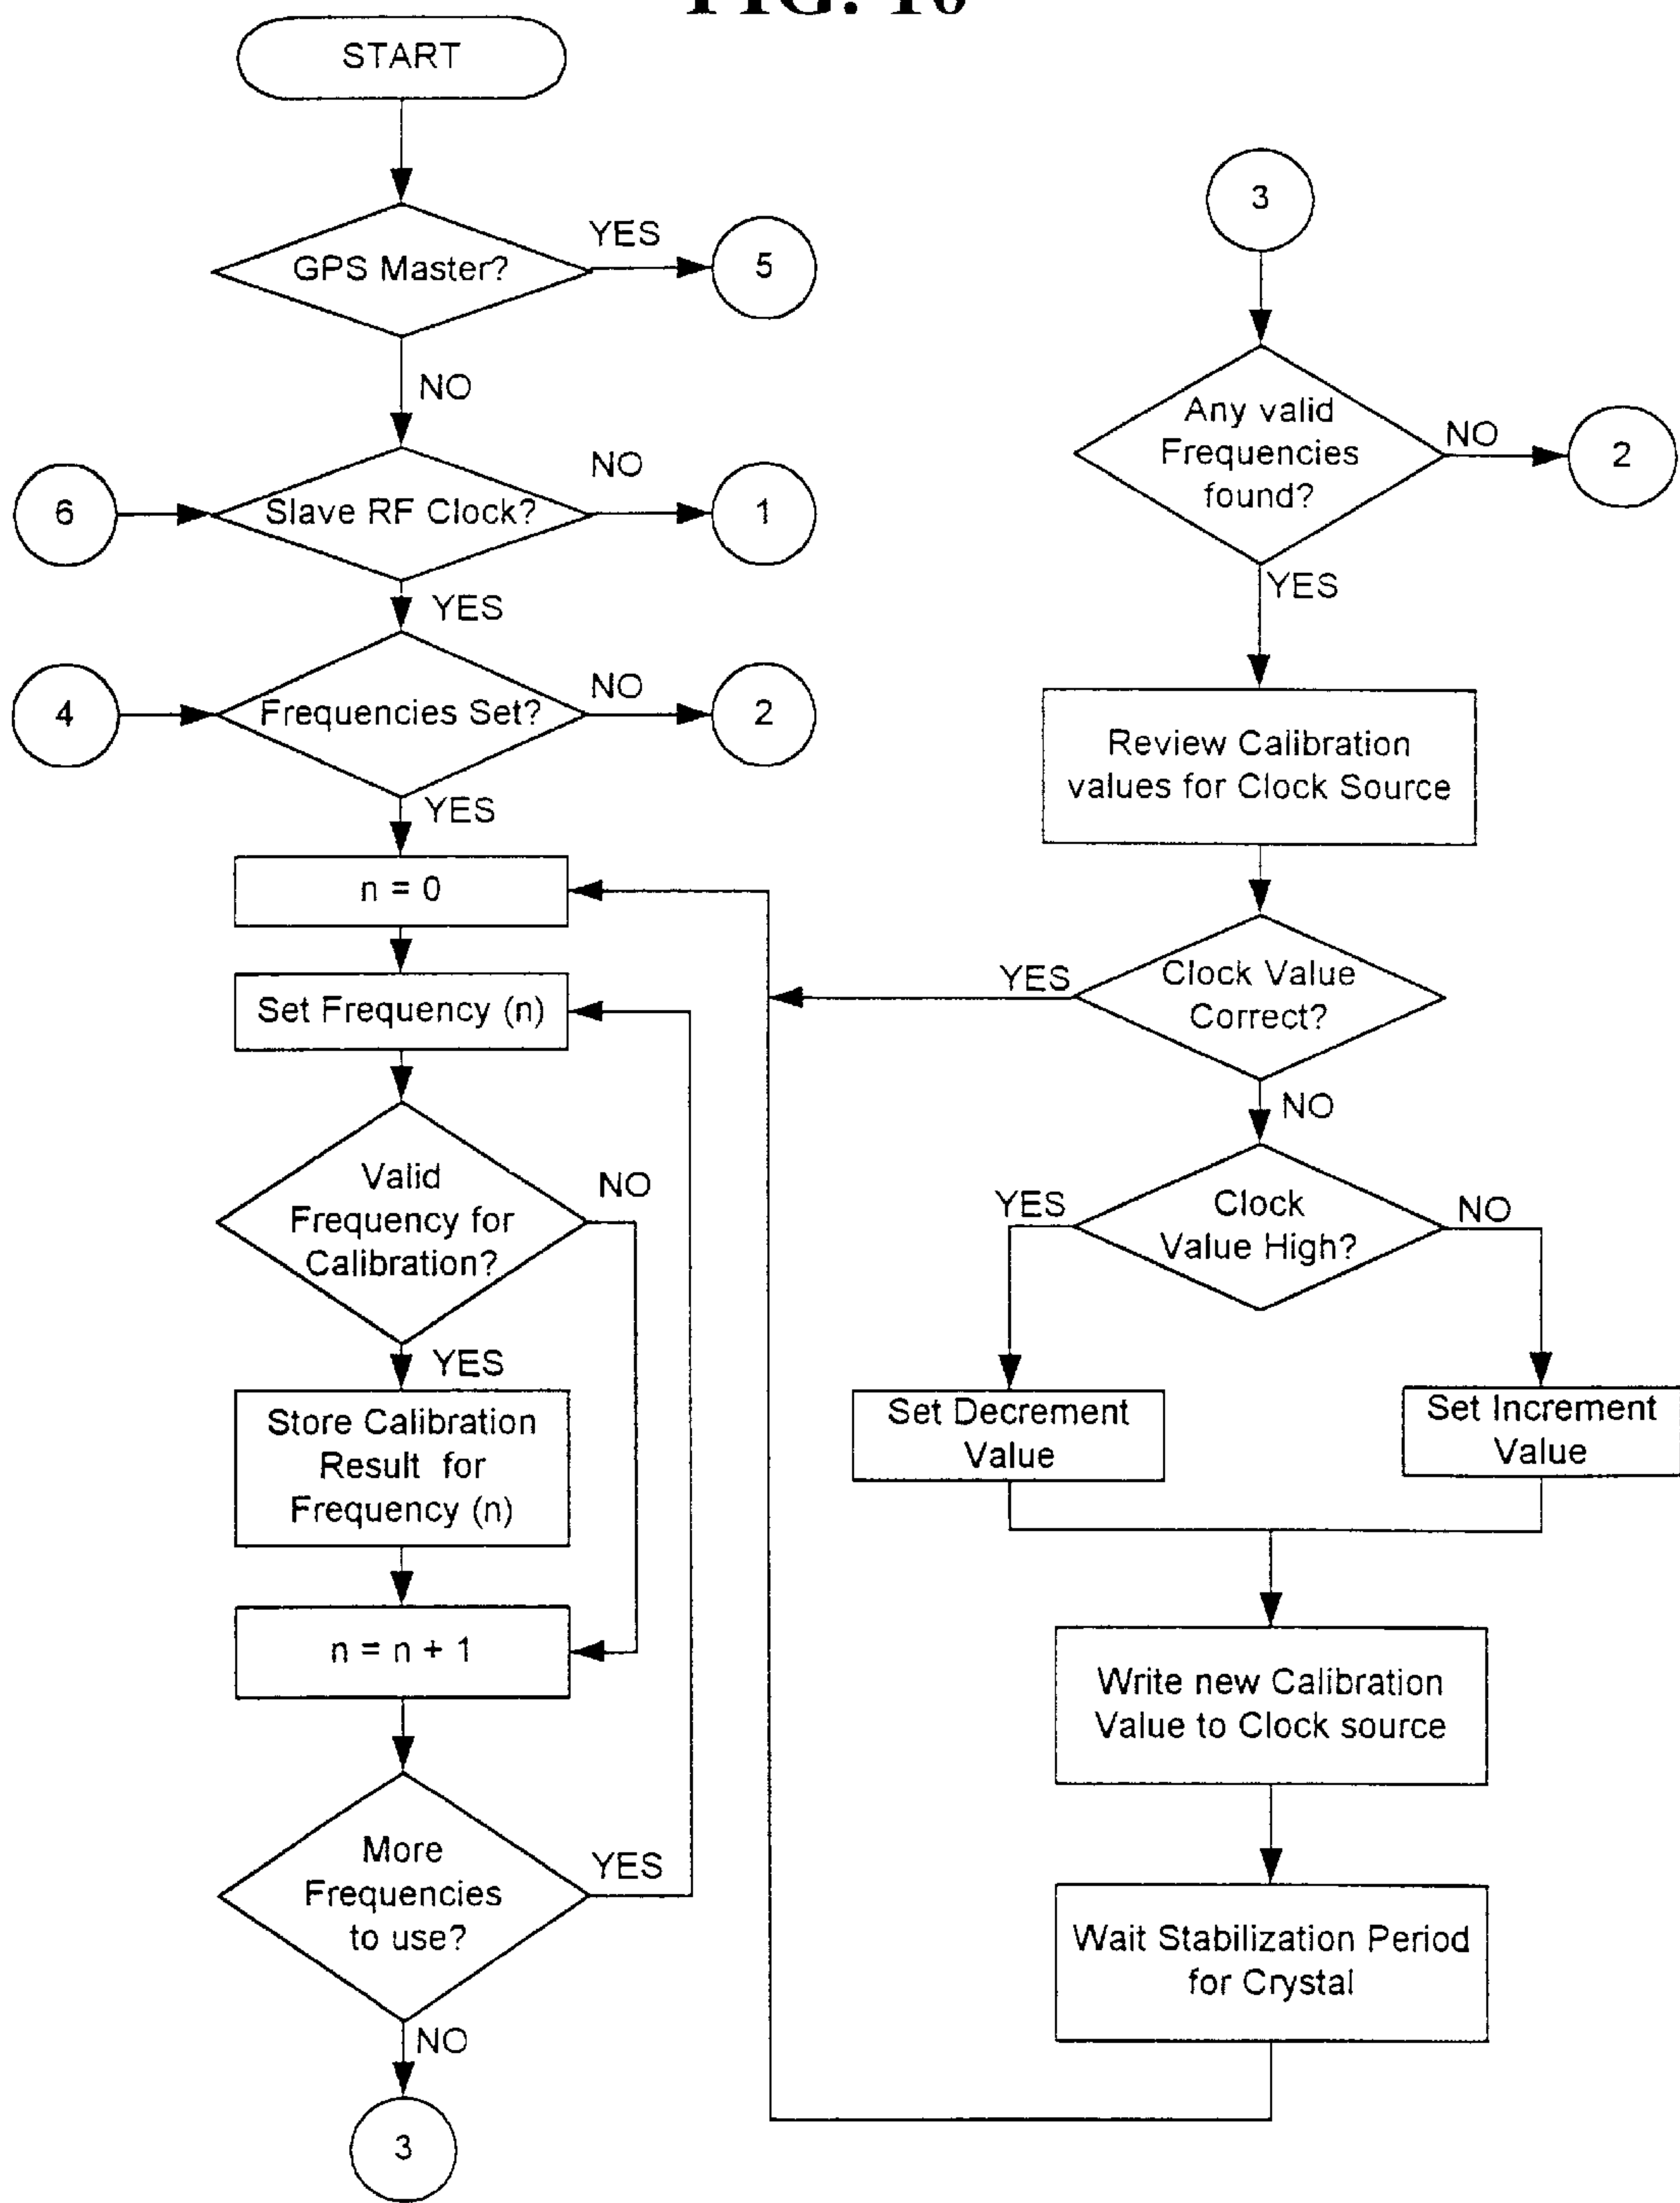 FIG. 10
START
GPS Master?
YES
5
NO
6
Slave RF Clock?
NO
1
YES
4
Frequencies Set?
NO
2
YES
n = 0
Set Frequency (n)
Valid
Frequency for
Calibration?
NO
YES
Store Calibration
Result for
Frequency (n)
n = n + 1
More
Frequencies
to use?
YES
NO
3
3
Any valid
Frequencies
found?
NO
2
YES
Review Calibration
values for Clock Source
Clock Value
Correct?
YES
NO
Clock
Value High?
YES
NO
Set Decrement
Value
Set Increment
Value
Write new Calibration
Value to Clock source
Wait Stabilization Period
for Crystal